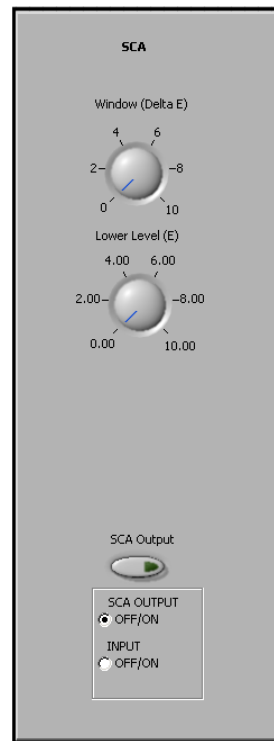 SCA
Window (Delta E)
4 6
2 8
0 10
Lower Level (E)
4.00 6.00
2.00 8.00
0.00 10.00
SCA Output
SCA OUTPUT
OFF/ON
INPUT
OFF/ON